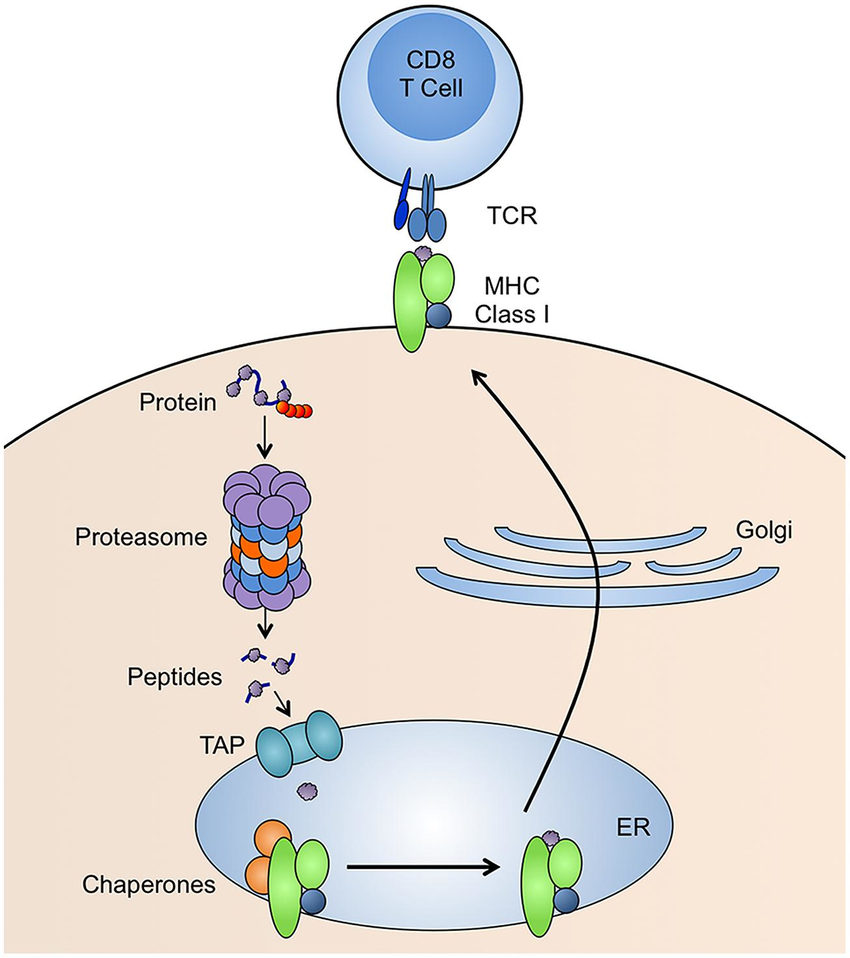 CD8
T Cell
TCR
MHC
Class I
Protein
Proteasome
Golgi
Peptides
TAP
ER
Chaperones